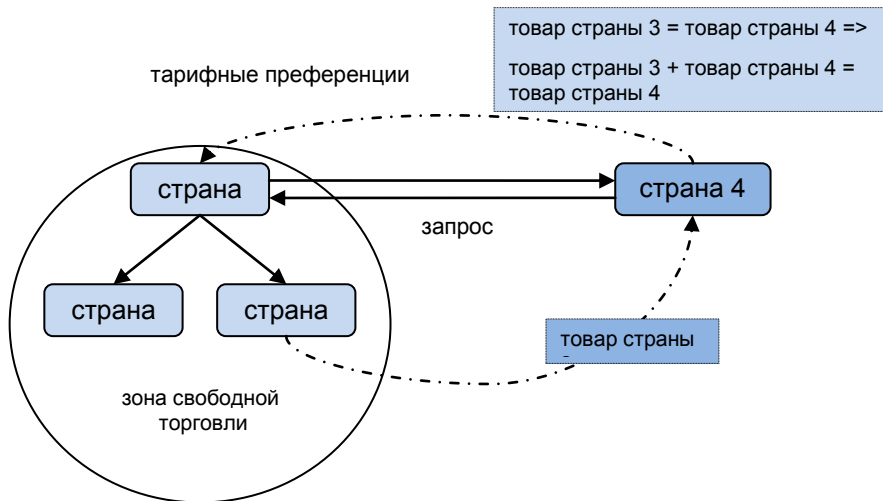 товар страны 3 = товар страны 4 =>
товар страны 3 + товар страны 4 =
товар страны 4
тарифные преференции
страна
страна 4
запрос
страна
страна
товар страны
зона свободной
торговли